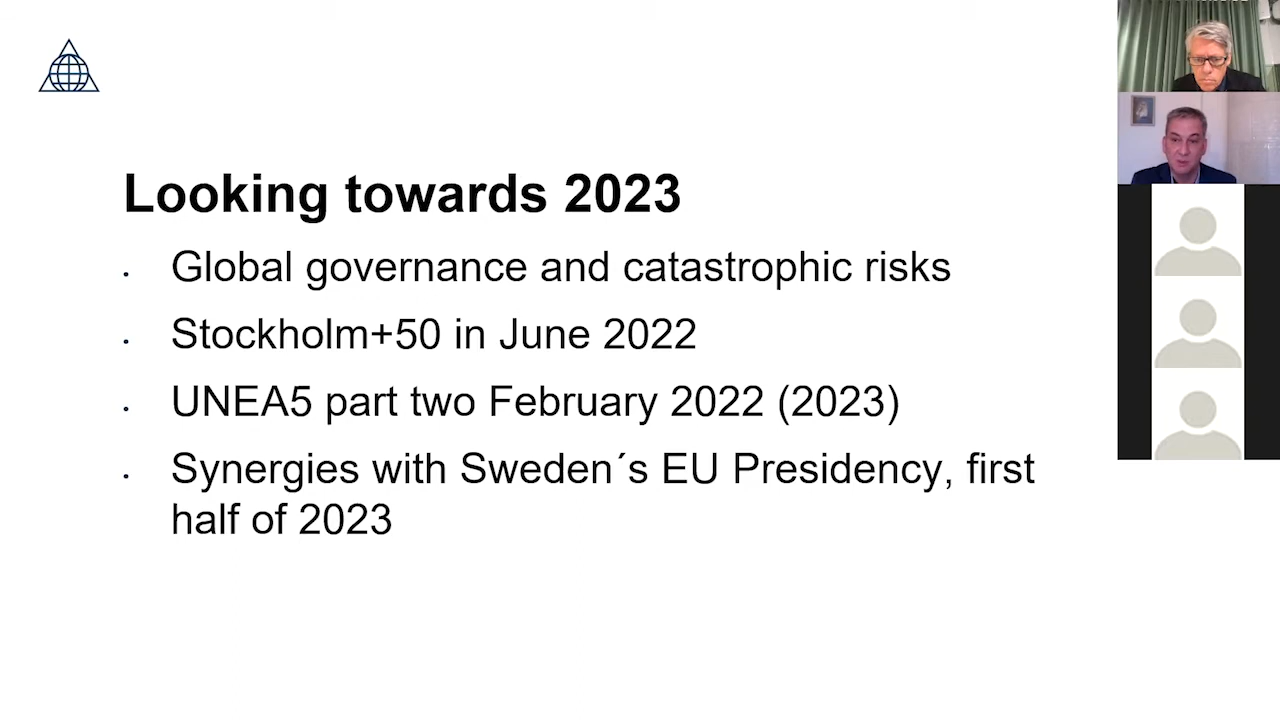 Looking towards 2023
· Global governance and catastrophic risks
· Stockholm+50 in June 2022
· UNEA5 part two February 2022 (2023)
· Synergies with Sweden´s EU Presidency, first
half of 2023